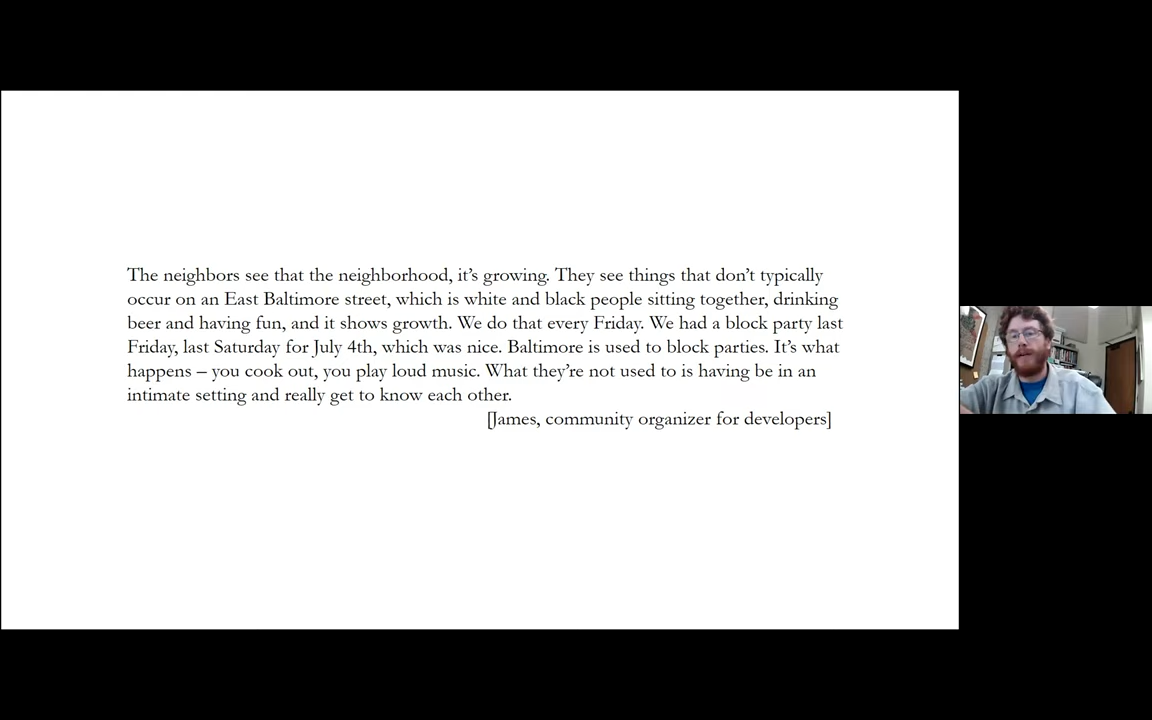 The neighbors see that the neighborhood, it’s growing. They see things that don’t typically
occur on an East Baltimore street, which is white and black people sitting together, drinking
beer and having fun, and it shows growth. We do that every Friday. We had a block party last
Friday, last Saturday for July 4th, which was nice. Baltimore is used to block parties. It’s what
happens – you cook out, you play loud music. What they’re not used to is having be in an
intimate setting and really get to know each other.
[James, community organizer for developers]